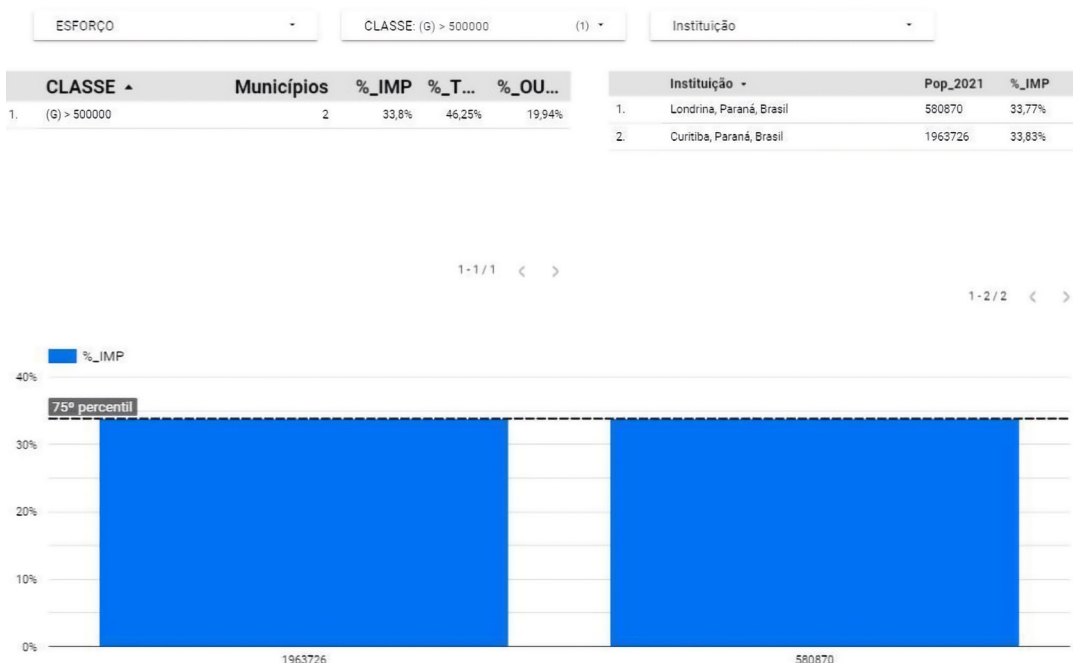 ESFORÇO
CLASSE: (G) > 500000 (1)
Instituição
CLASSE Municípios %_IMP %_T... %_OU...
1. (G) > 500000 2 33,8% 46,25% 19,94%
1 - 1 / 1
Instituição Pop_2021 %_IMP
1. Londrina, Paraná, Brasil 580870 33,77%
2. Curitiba, Paraná, Brasil 1963726 33,83%
1 - 2 / 2
%_IMP
40%
75º percentil
30%
20%
10%
0%
1963726 580870